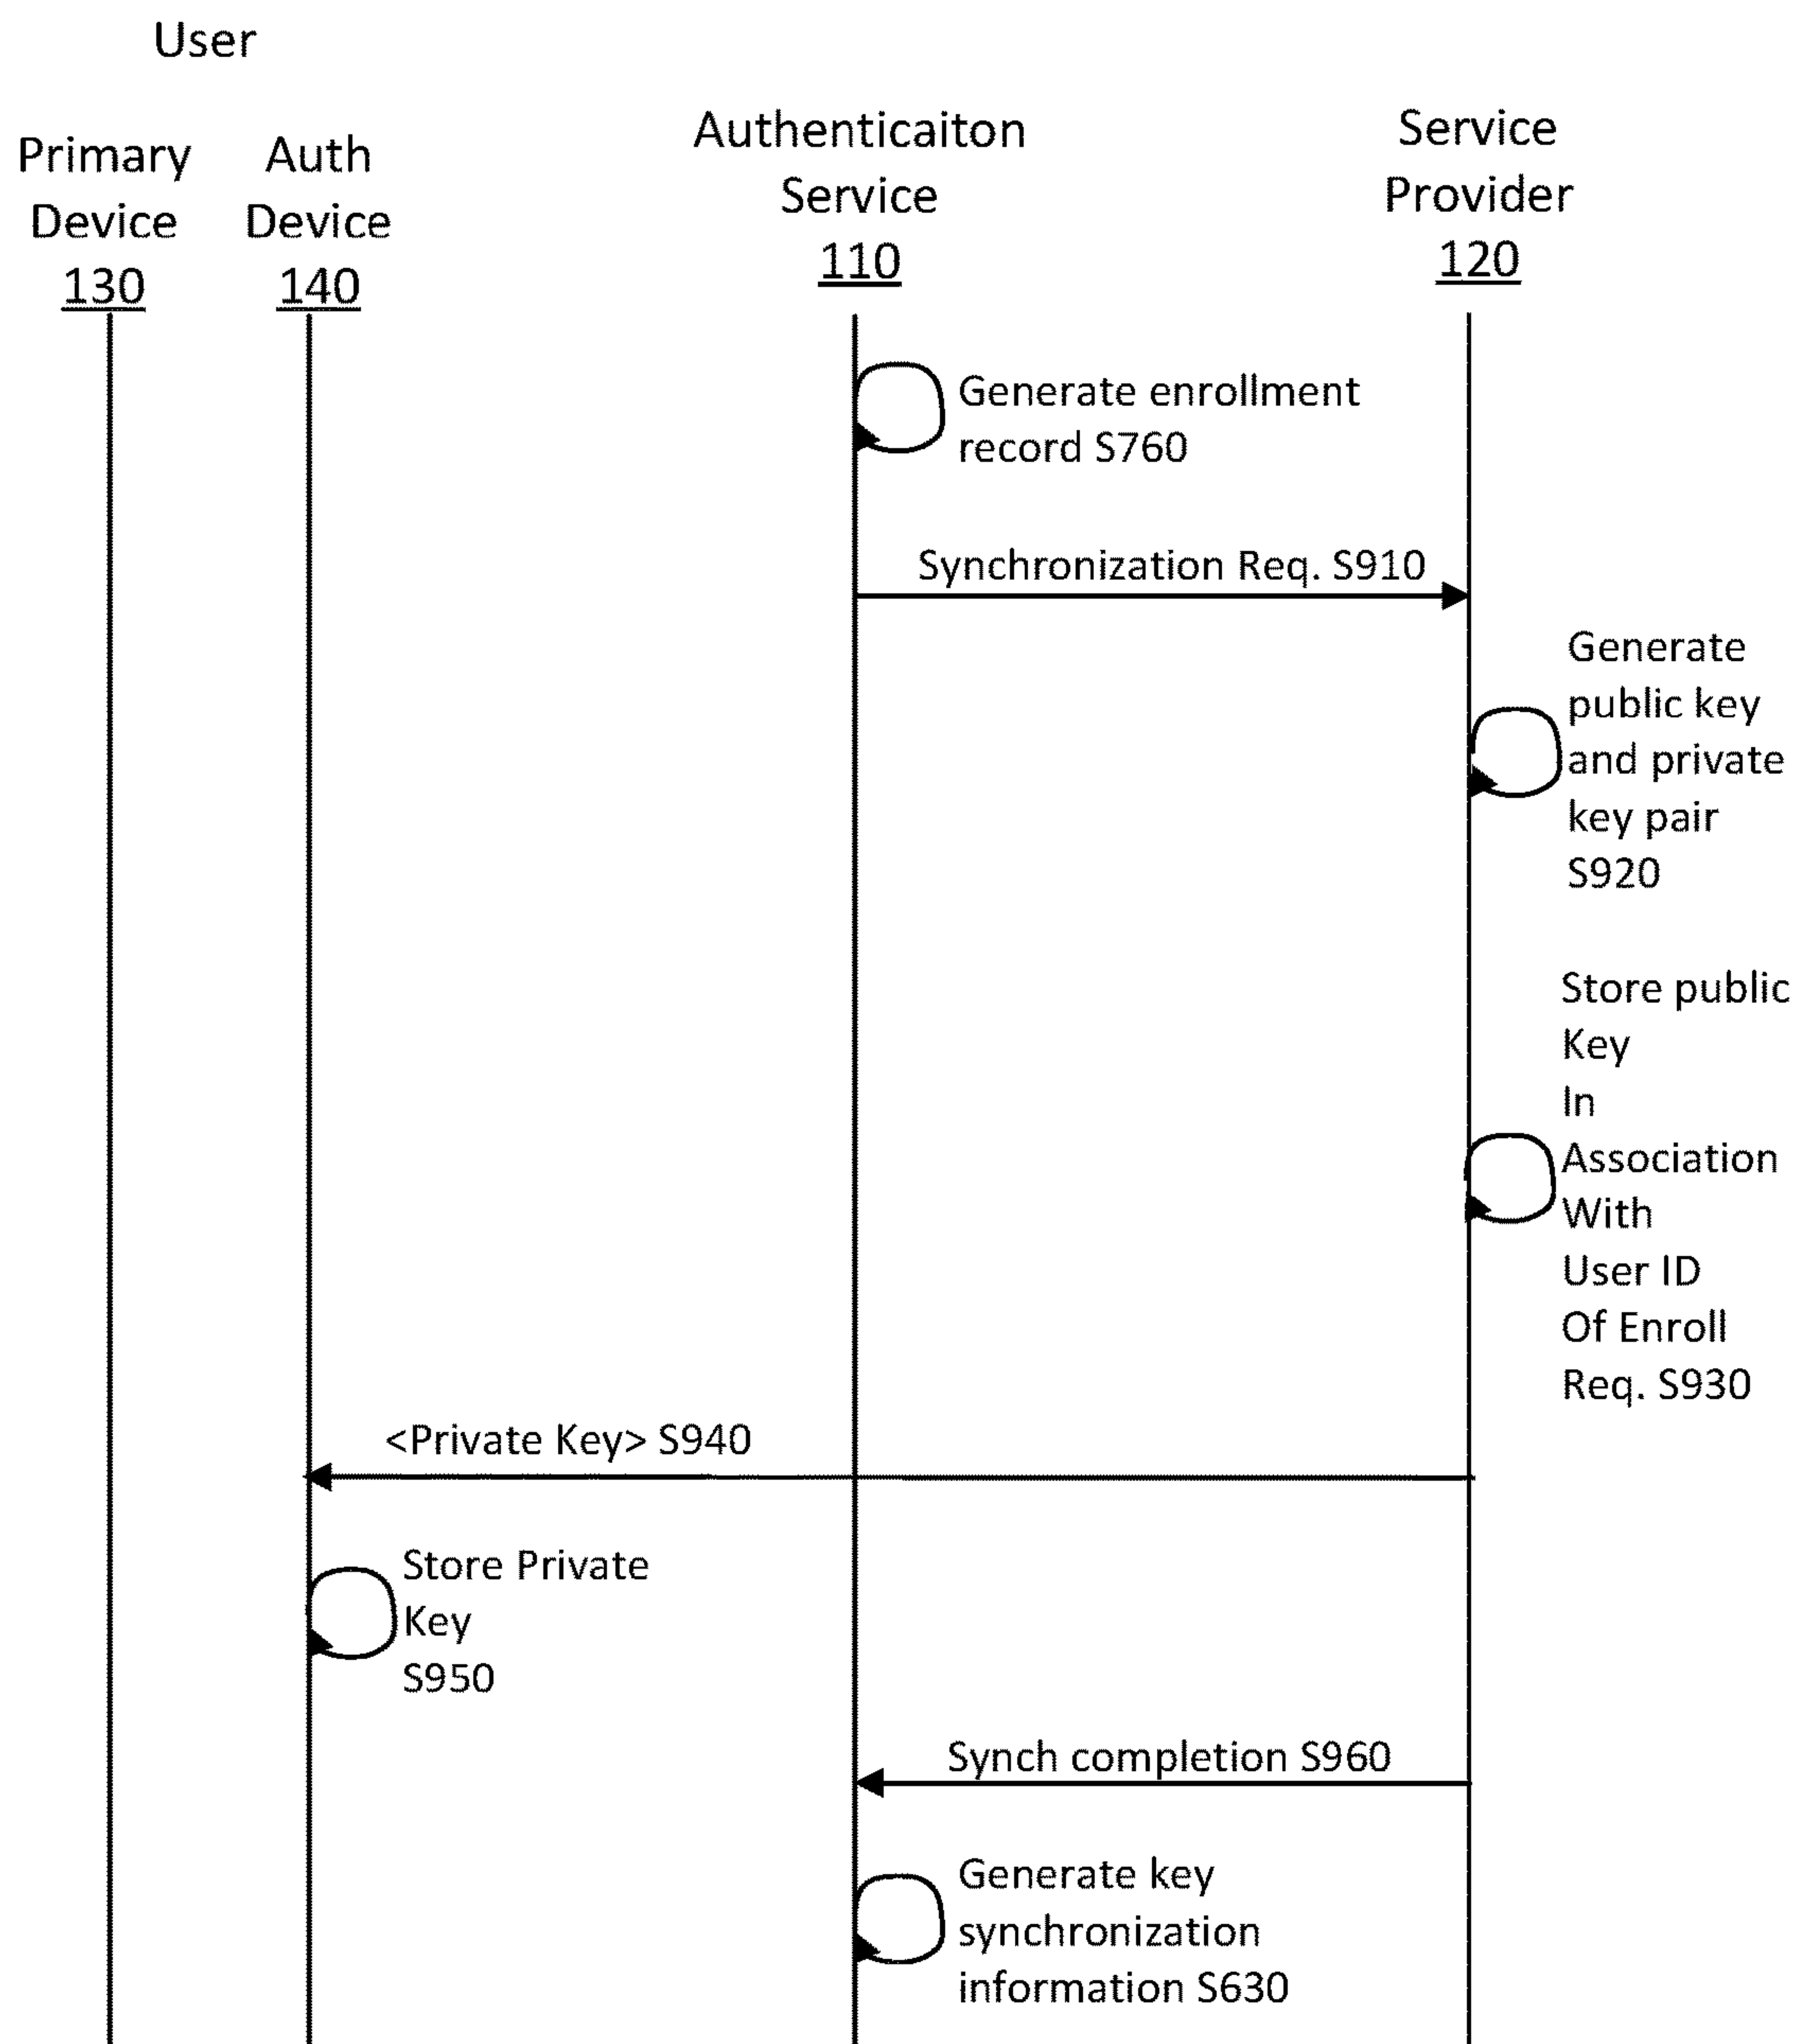 User
Primary
Device
130
Auth
Device
140
Authenticaiton
Service
110
Service
Provider
120
Generate enrollment
record S760
Synchronization Req. S910
Generate
public key
and private
key pair
S920
Store public
Key
In
Association
With
User ID
Of Enroll
Req. S930
<Private Key> S940
Store Private
Key
S950
Synch completion S960
Generate key
synchronization
information S630